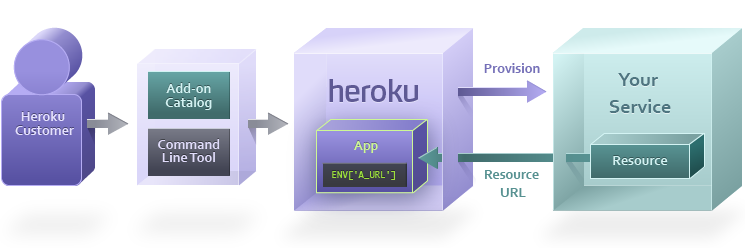 Heroku
Customer
Add-on
Catalog
Command
Line Tool
heroku
App
ENV['A_URL']
Provision
Resource
URL
Your
Service
Resource